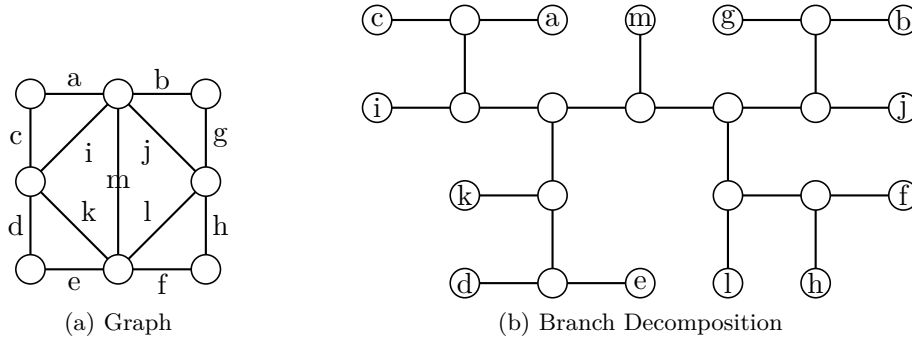 c a m g b
a b
i j
c g
i j
m
k l k f
d h
d e l h
e f
(a) Graph (b) Branch Decomposition